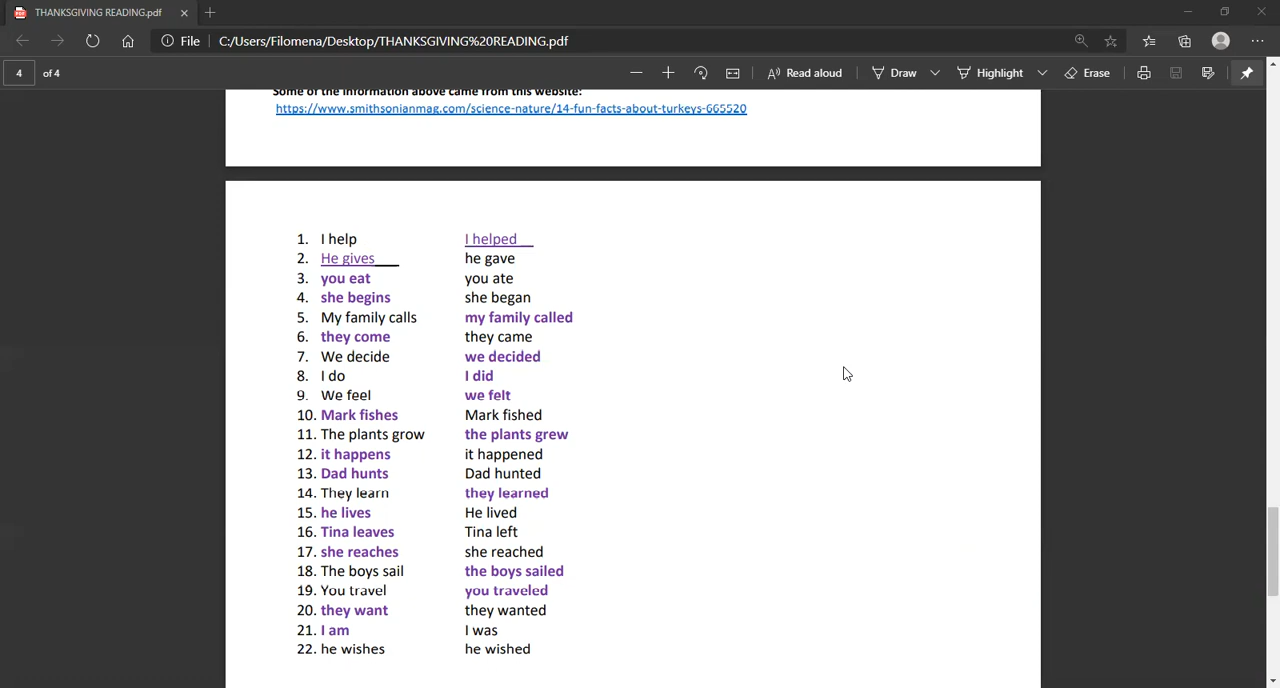 THANKSGIVING READING.pdf
File | C:/Users/Filomena/Desktop/THANKSGIVING%20READING.pdf
4 of 4 Read aloud Draw Highlight Erase
Some of the information above came from this website:
https://www.smithsonianmag.com/science-nature/14-fun-facts-about-turkeys-665520
1. I help I helped__
2. He gives___ he gave
3. you eat you ate
4. she begins she began
5. My family calls my family called
6. they come they came
7. We decide we decided
8. I do I did
9. We feel we felt
10. Mark fishes Mark fished
11. The plants grow the plants grew
12. it happens it happened
13. Dad hunts Dad hunted
14. They learn they learned
15. he lives He lived
16. Tina leaves Tina left
17. she reaches she reached
18. The boys sail the boys sailed
19. You travel you traveled
20. they want they wanted
21. I am I was
22. he wishes he wished